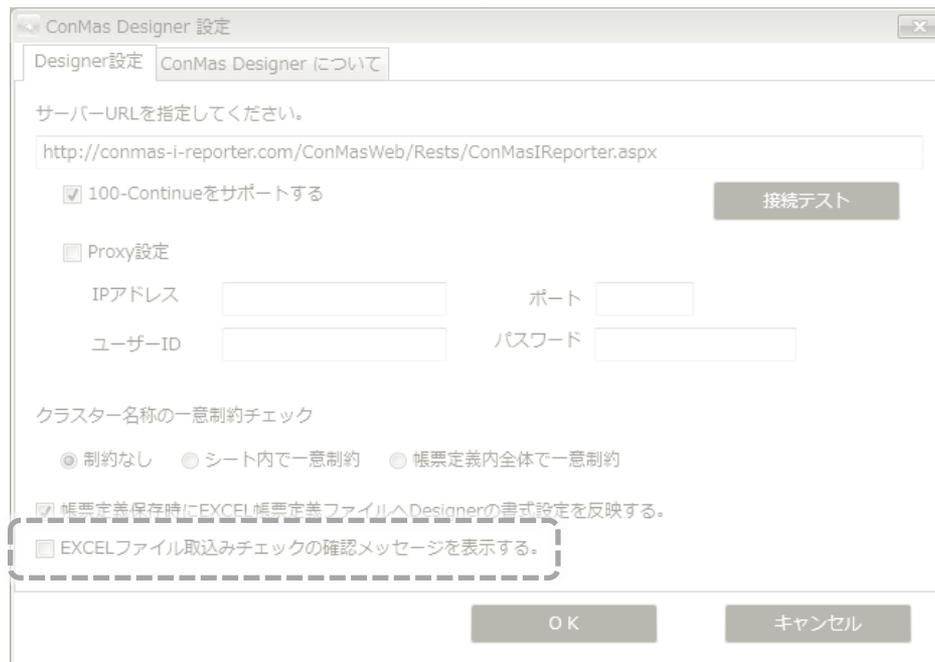 ConMas Designer 設定
Designer設定 ConMas Designer について
サーバーURLを指定してください。
http://conmas-i-reporter.com/ConMasWeb/Rests/ConMasIReporter.aspx
100-Continueをサポートする 接続テスト
Proxy設定
IPアドレス ポート
ユーザーID パスワード
クラスター名称の一意制約チェック
制約なし シート内で一意制約 帳票定義内全体で一意制約
帳票定義保存時にEXCEL帳票定義ファイルへDesignerの書式設定を反映する。
EXCELファイル取込みチェックの確認メッセージを表示する。
OK キャンセル